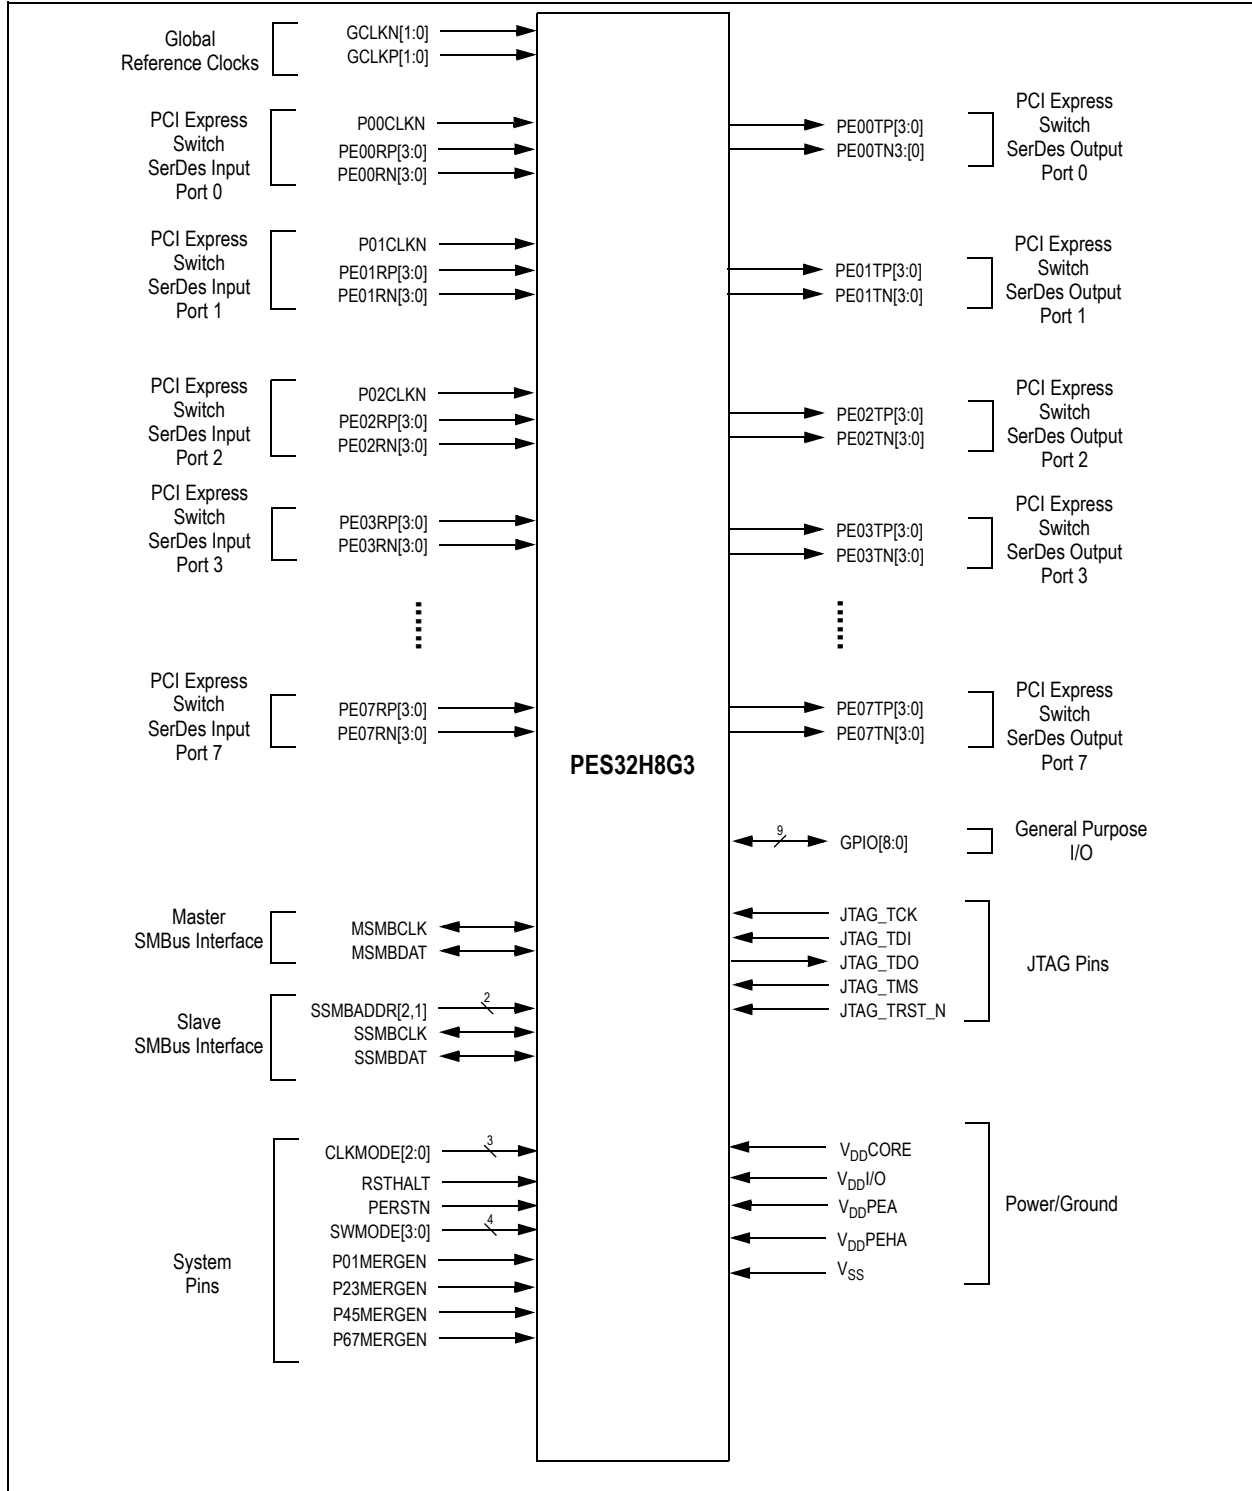 Global
Reference Clocks
GCLKN[1:0]
GCLKP[1:0]
PCI Express
Switch
SerDes Input
Port 0
P00CLKN
PE00RP[3:0]
PE00RN[3:0]
PE00TP[3:0]
PE00TN3:[0]
PCI Express
Switch
SerDes Output
Port 0
PCI Express
Switch
SerDes Input
Port 1
P01CLKN
PE01RP[3:0]
PE01RN[3:0]
PE01TP[3:0]
PE01TN[3:0]
PCI Express
Switch
SerDes Output
Port 1
PCI Express
Switch
SerDes Input
Port 2
P02CLKN
PE02RP[3:0]
PE02RN[3:0]
PE02TP[3:0]
PE02TN[3:0]
PCI Express
Switch
SerDes Output
Port 2
PCI Express
Switch
SerDes Input
Port 3
PE03RP[3:0]
PE03RN[3:0]
PE03TP[3:0]
PE03TN[3:0]
PCI Express
Switch
SerDes Output
Port 3
PCI Express
Switch
SerDes Input
Port 7
PE07RP[3:0]
PE07RN[3:0]
PE07TP[3:0]
PE07TN[3:0]
PCI Express
Switch
SerDes Output
Port 7
PES32H8G3
9
GPIO[8:0]
General Purpose
I/O
Master
SMBus Interface
MSMBCLK
MSMBDAT
JTAG_TCK
JTAG_TDI
JTAG_TDO
JTAG_TMS
JTAG_TRST_N
JTAG Pins
Slave
SMBus Interface
SSMBADDR[2,1]
2
SSMBCLK
SSMBDAT
System
Pins
CLKMODE[2:0]
3
RSTHALT
PERSTN
SWMODE[3:0]
4
P01MERGEN
P23MERGEN
P45MERGEN
P67MERGEN
VDDCORE
VDDI/O
VDDPEA
VDDPEHA
VSS
Power/Ground